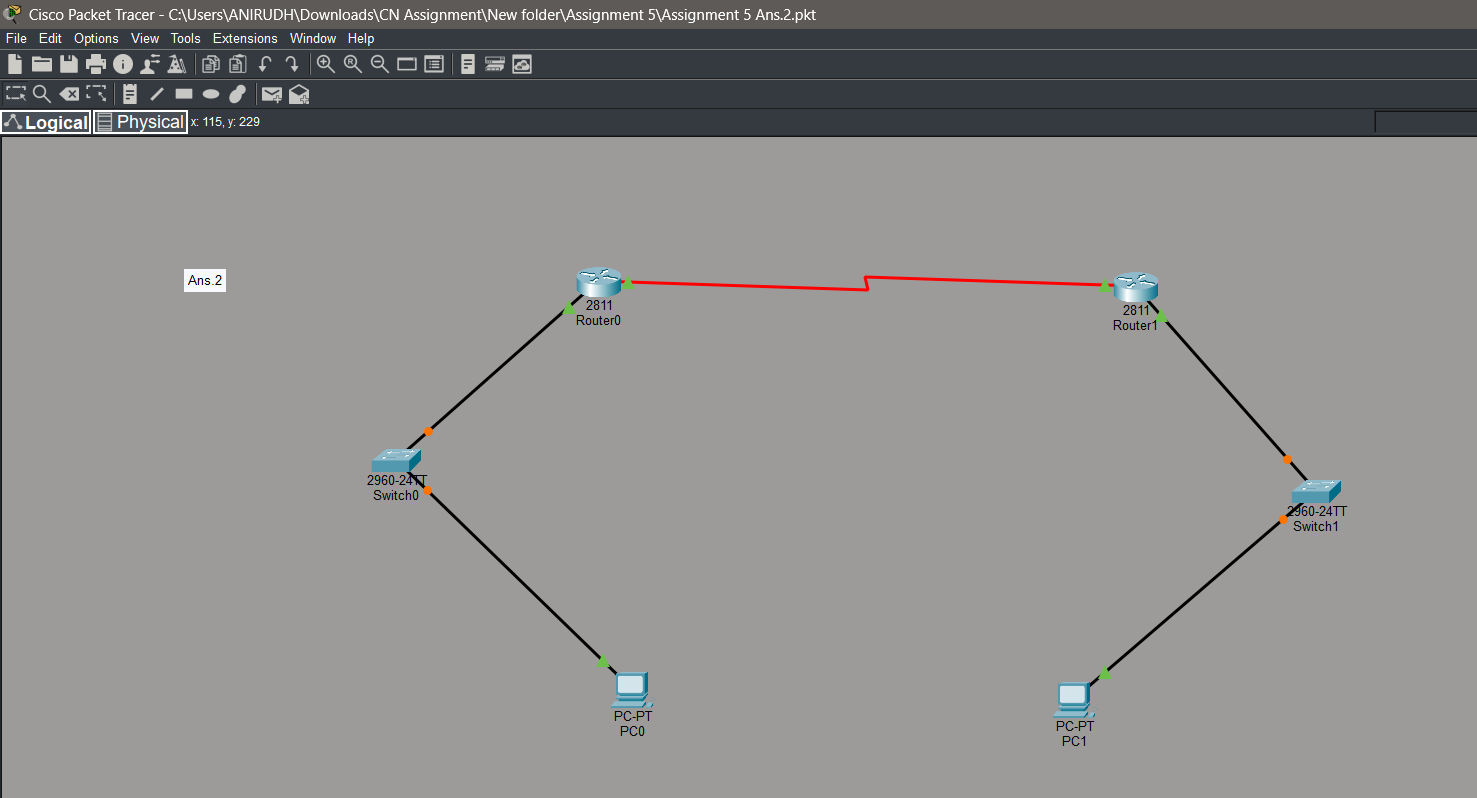 Cisco Packet Tracer - C:\Users\ANIRUDH\Downloads\CN Assignment\New folder\Assignment 5\Assignment 5 Ans.2.pkt
File Edit Options View Tools Extensions Window Help
Logical Physical x: 115, y: 229
Ans.2
2811
Router0
2811
Router1
2960-24TT
Switch0
2960-24TT
Switch1
PC-PT
PC0
PC-PT
PC1